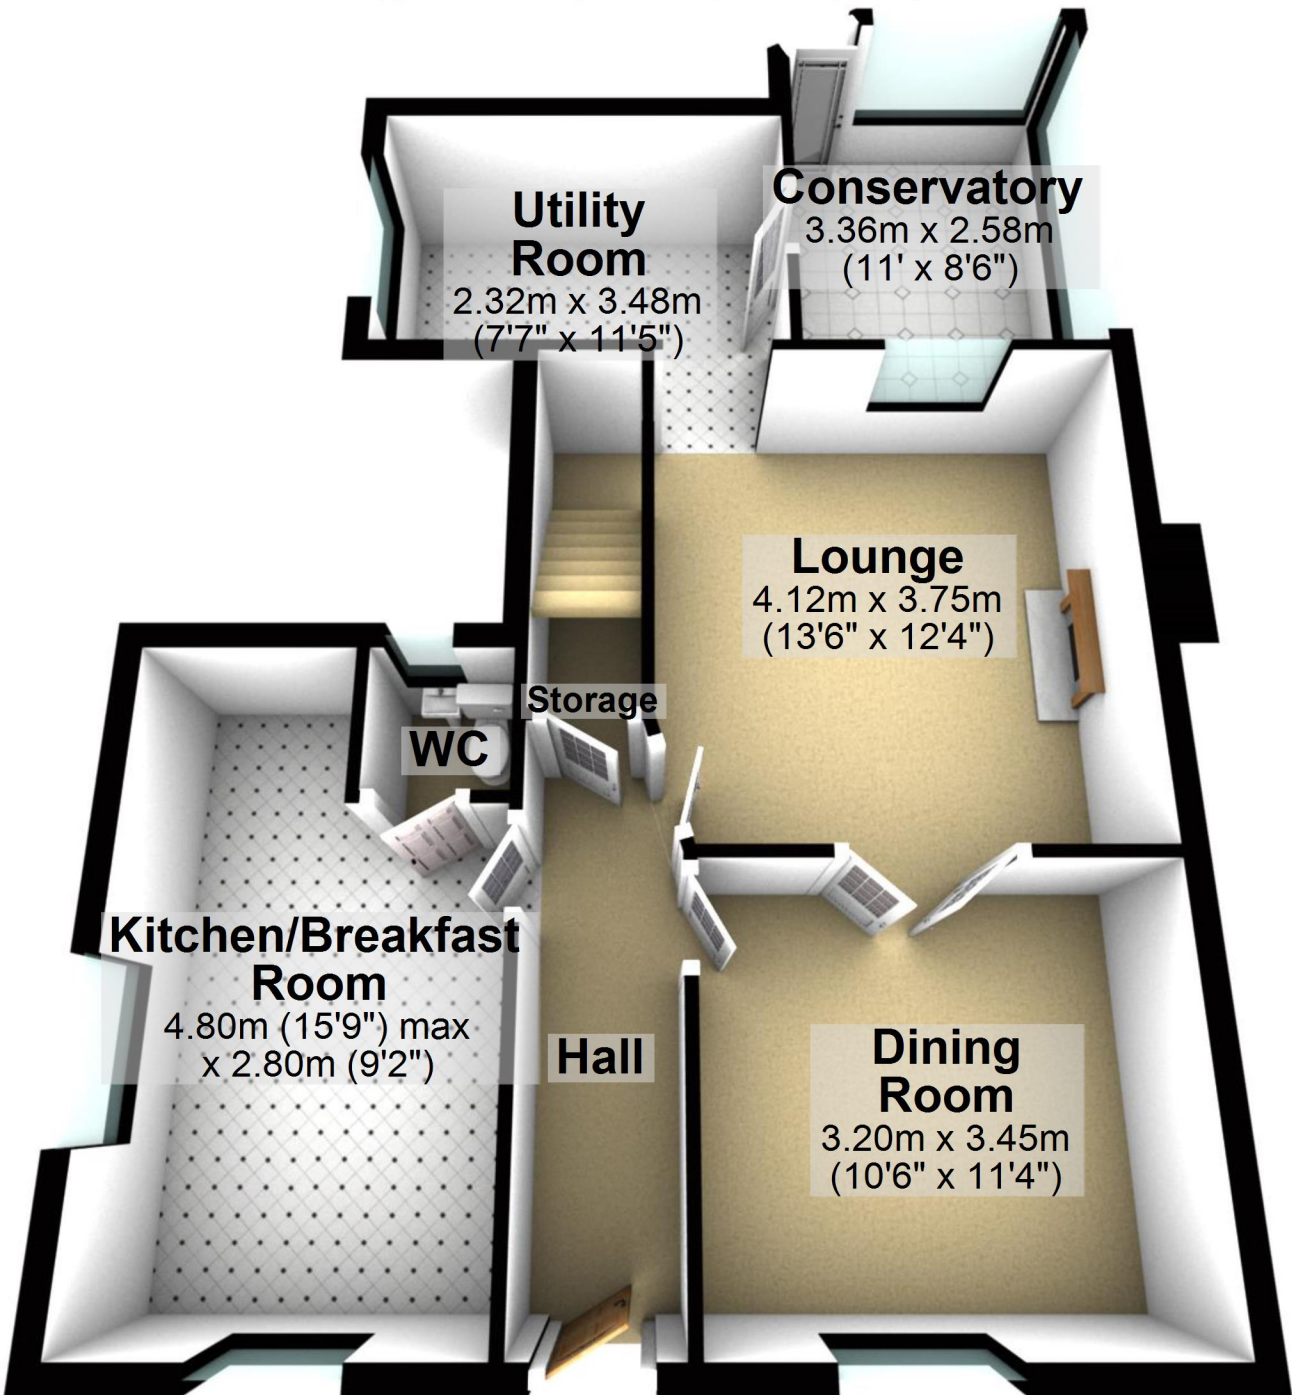 Conservatory
3.36m x 2.58m
(11' x 8'6")
Utility
Room
2.32m x 3.48m
(7'7" x 11'5")
Lounge
4.12m x 3.75m
(13'6" x 12'4")
Storage
WC
Kitchen/Breakfast
Room
4.80m (15'9") max
x 2.80m (9'2")
Hall
Dining
Room
3.20m x 3.45m
(10'6" x 11'4")